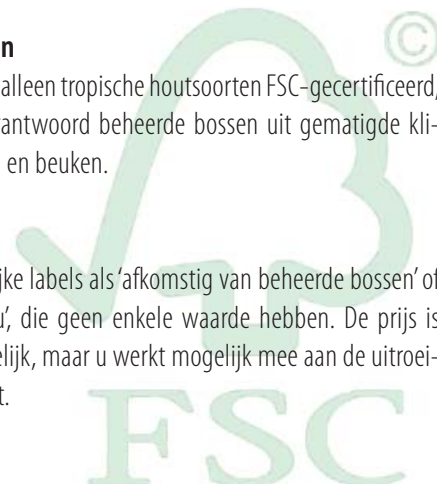 n
alleen tropische houtsoorten FSC-gecertificeerd,
rantwoord beheerde bossen uit gematigde kli-
en beuken.
jke labels als ‘afkomstig van beheerde bossen’ of
u’, die geen enkele waarde hebben. De prijs is
elijk, maar u werkt mogelijk mee aan de uitroei-
t.
©
FSC